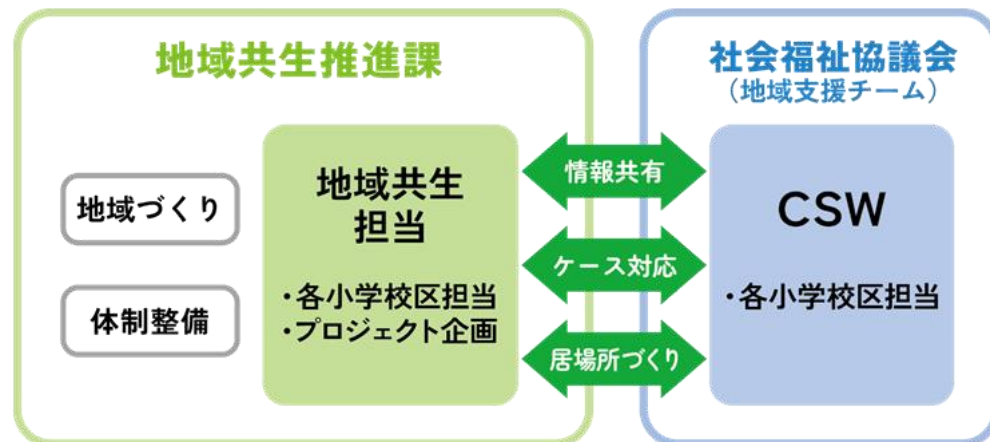 地域共生推進課
地域づくり
体制整備
地域共生
担当
・各小学校区担当
・プロジェクト企画
情報共有
ケース対応
居場所づくり
社会福祉協議会
(地域支援チーム)
CSW
・各小学校区担当